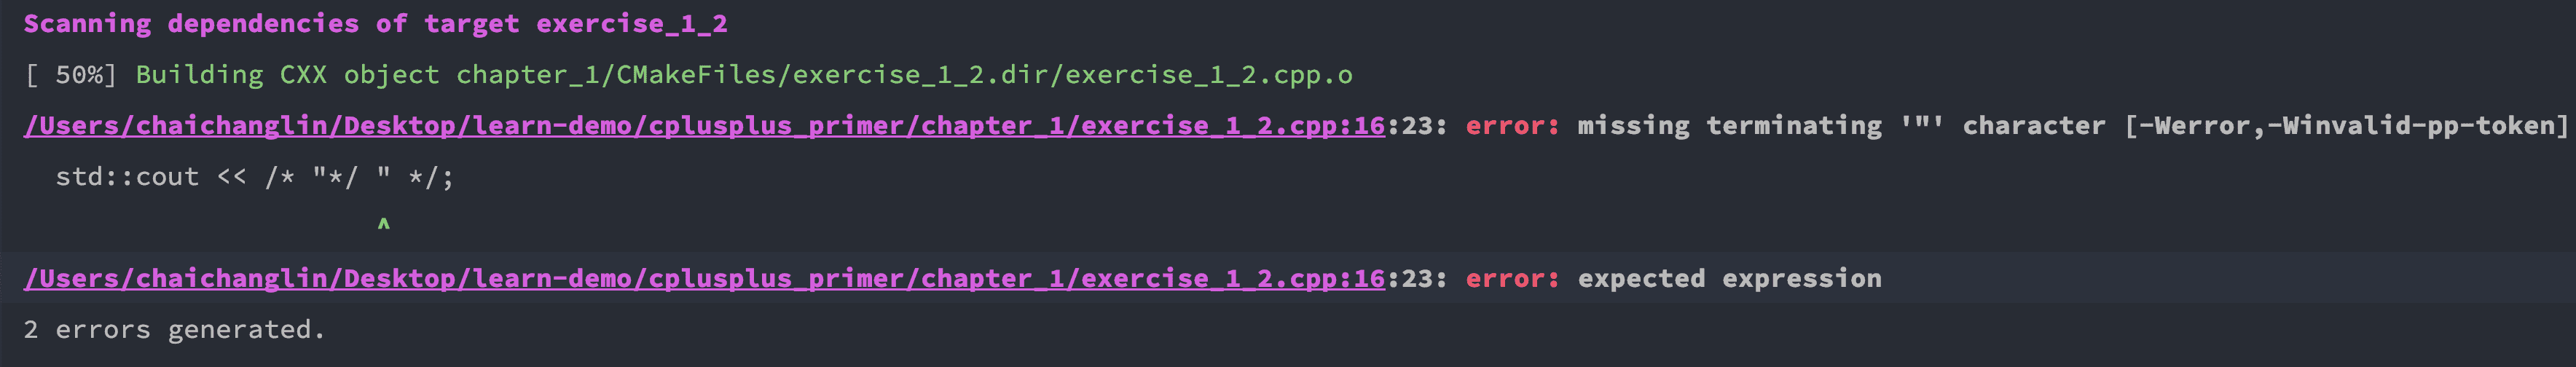 Scanning dependencies of target exercise_1_2
[ 50%] Building CXX object chapter_1/CMakeFiles/exercise_1_2.dir/exercise_1_2.cpp.o
/Users/chaichanglin/Desktop/learn-demo/cplusplus_primer/chapter_1/exercise_1_2.cpp:16:23: error: missing terminating '"' character [-Werror,-Winvalid-pp-token]
  std::cout << /* "*/ " */;
                      ^
/Users/chaichanglin/Desktop/learn-demo/cplusplus_primer/chapter_1/exercise_1_2.cpp:16:23: error: expected expression
2 errors generated.